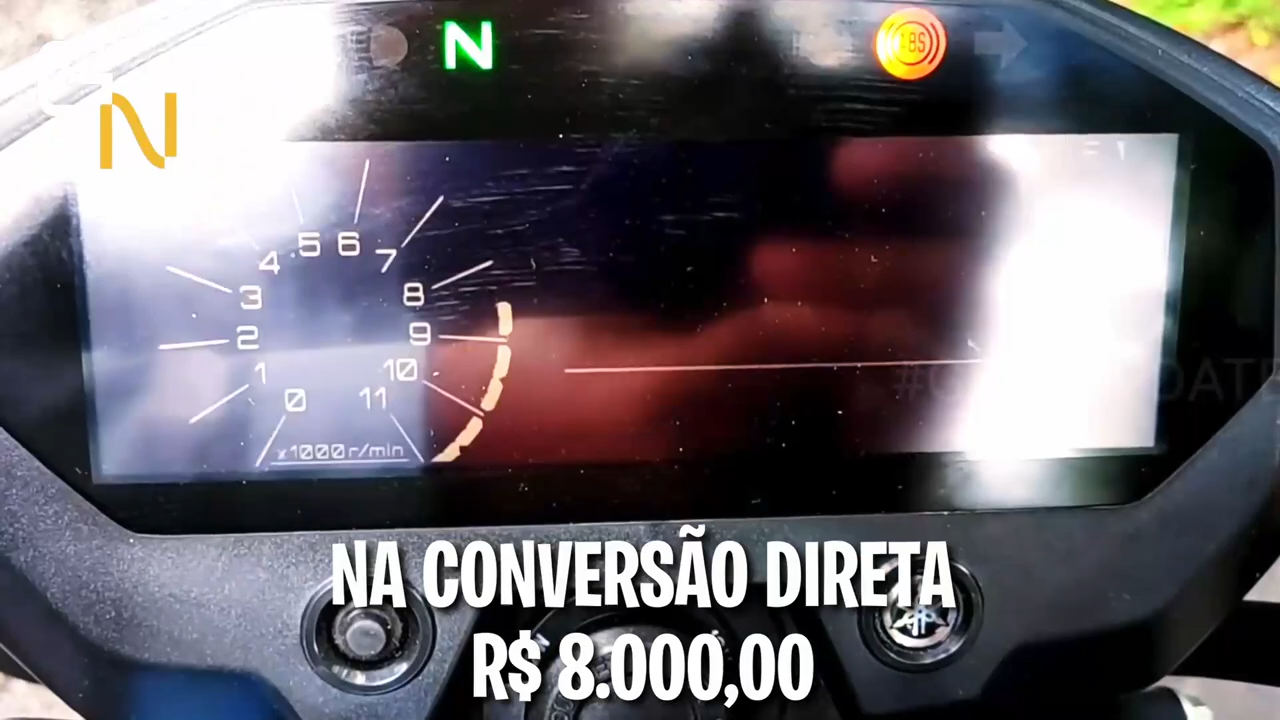 N
ABS
N
5 6
4 7
3 8
2 9
1 10
0 11
x1000r/min
NA CONVERSÃO DIRETA
R$ 8.000,00